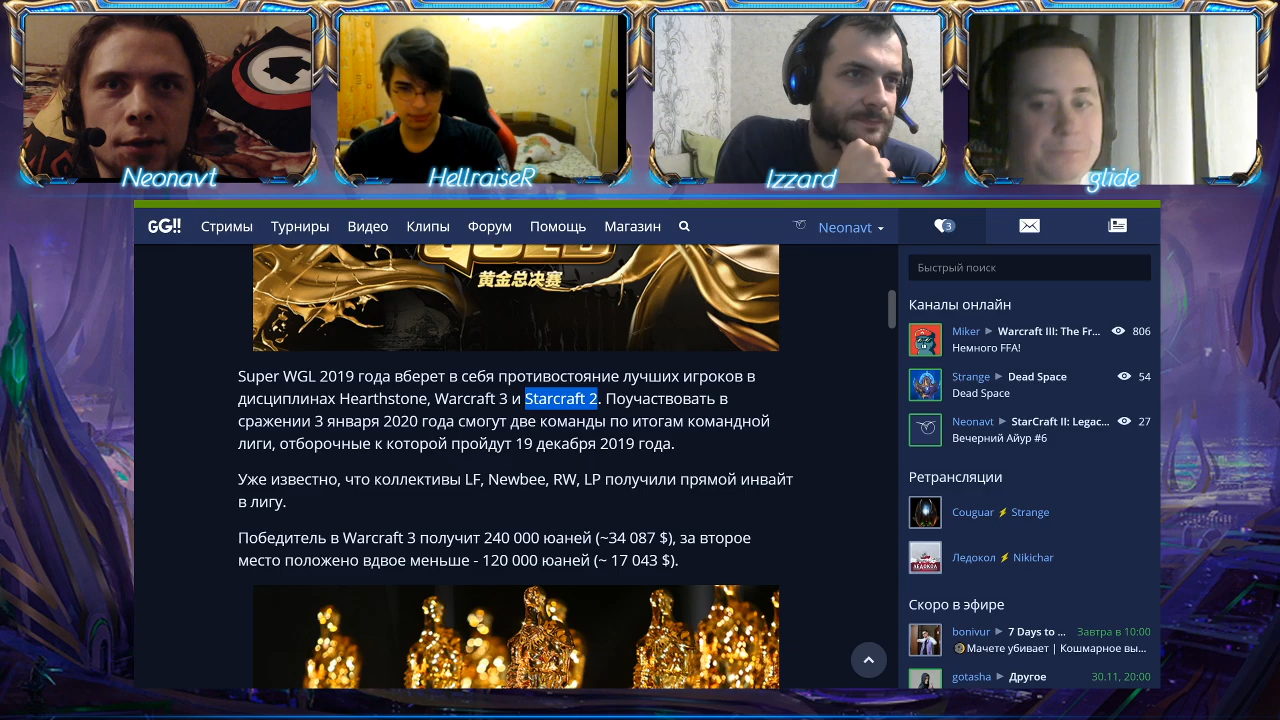 Neonavt
HellraiseR
Izzard
glide
GG!!
Стримы
Турниры
Видео
Клипы
Форум
Помощь
Магазин
Neonavt
3
黄金总决赛
Super WGL 2019 года вберет в себя противостояние лучших игроков в
дисциплинах Hearthstone, Warcraft 3 и Starcraft 2. Поучаствовать в
сражении 3 января 2020 года смогут две команды по итогам командной
лиги, отборочные к которой пройдут 19 декабря 2019 года.
Уже известно, что коллективы LF, Newbee, RW, LP получили прямой инвайт
в лигу.
Победитель в Warcraft 3 получит 240 000 юаней (~34 087 $), за второе
место положено вдвое меньше - 120 000 юаней (~ 17 043 $).
Быстрый поиск
Каналы онлайн
Miker ▶ Warcraft III: The Fr... 806
Немного FFA!
Strange ▶ Dead Space 54
Dead Space
Neonavt ▶ StarCraft II: Legac... 27
Вечерний Айур #6
Ретрансляции
Couguar ⚡ Strange
Ледокол ⚡ Nikichar
Скоро в эфире
bonivur ▶ 7 Days to ... Завтра в 10:00
Мачете убивает | Кошмарное вы...
gotasha ▶ Другое 30.11, 20:00